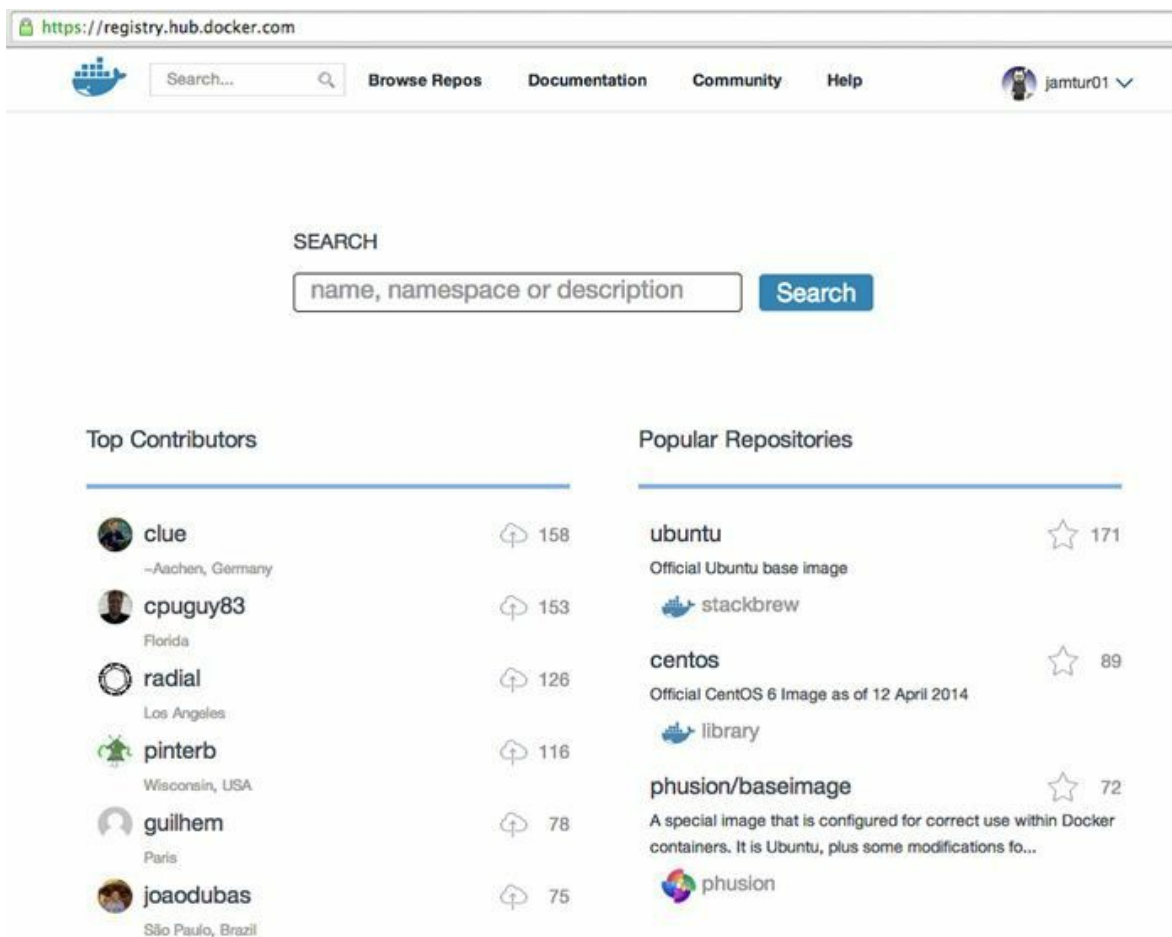 https://registry.hub.docker.com
Search... Browse Repos Documentation Community Help jamtur01
SEARCH
name, namespace or description Search
Top Contributors
clue 158
~Aachen, Germany
cpuguy83 153
Florida
radial 126
Los Angeles
pinterb 116
Wisconsin, USA
guilhem 78
Paris
joaodubas 75
São Paulo, Brazil
Popular Repositories
ubuntu 171
Official Ubuntu base image
stackbrew
centos 89
Official CentOS 6 Image as of 12 April 2014
library
phusion/baseimage 72
A special image that is configured for correct use within Docker
containers. It is Ubuntu, plus some modifications fo...
phusion